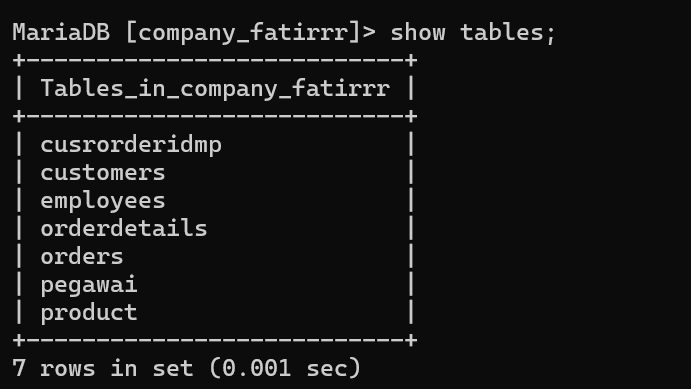 MariaDB [company_fatirrr]> show tables;
+---------------------------+
| Tables_in_company_fatirrr |
+---------------------------+
| cusrorderidmp             |
| customers                 |
| employees                 |
| orderdetails              |
| orders                    |
| pegawai                   |
| product                   |
+---------------------------+
7 rows in set (0.001 sec)